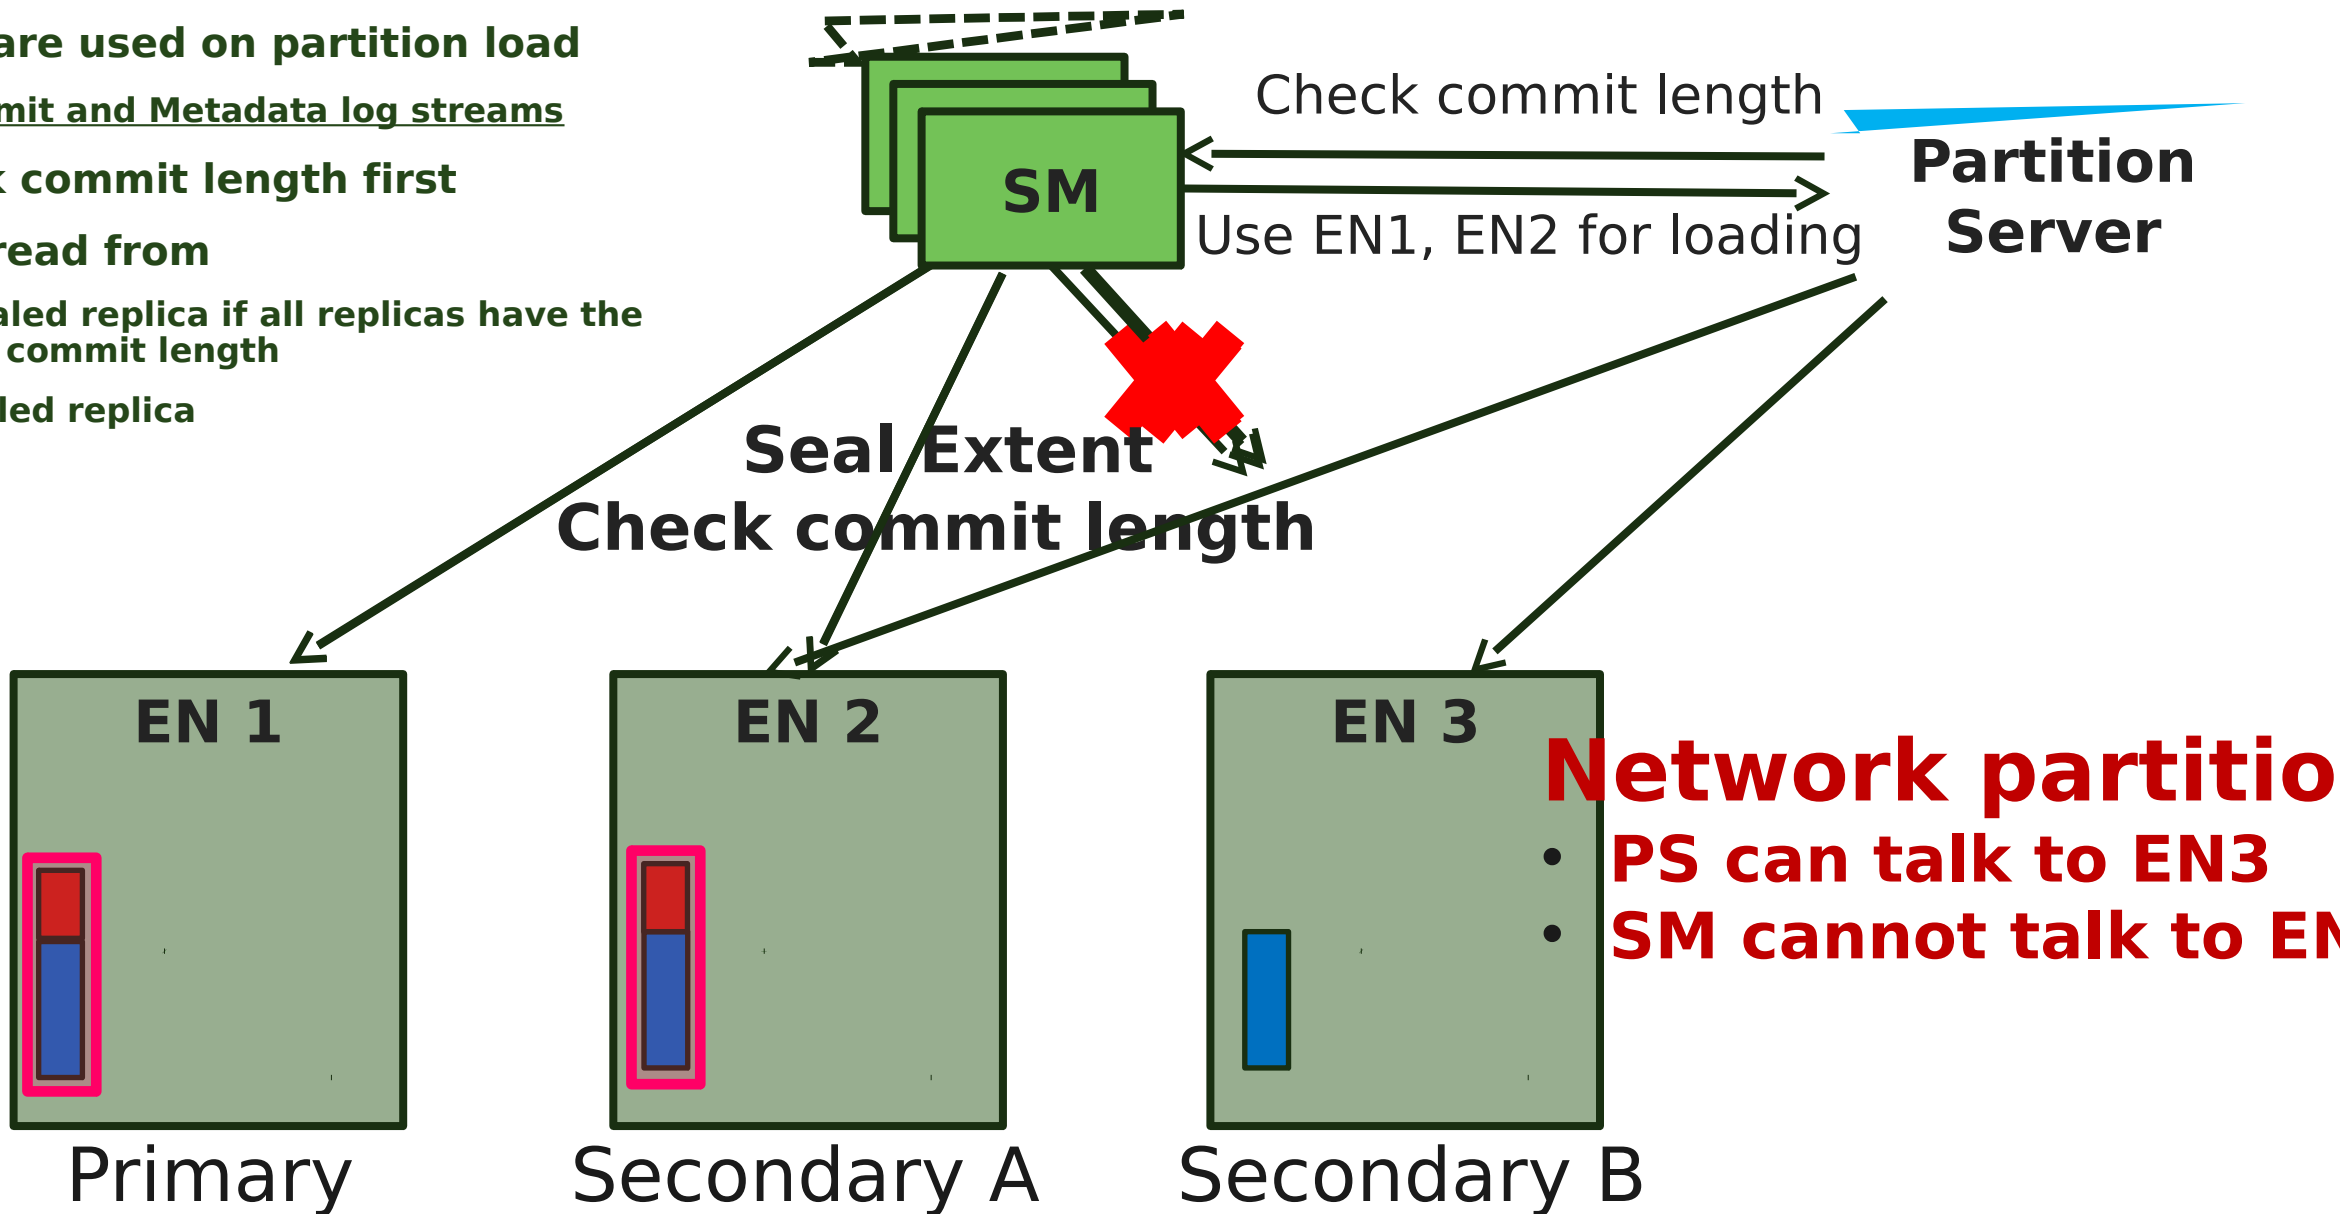 are used on partition load
mit and Metadata log streams
k commit length first
read from
aled replica if all replicas have the
commit length
led replica
SM
Check commit length
Use EN1, EN2 for loading
Partition
Server
Seal Extent
Check commit length
EN 1
EN 2
EN 3
Network partitio
• PS can talk to EN3
• SM cannot talk to EN
Primary
Secondary A
Secondary B